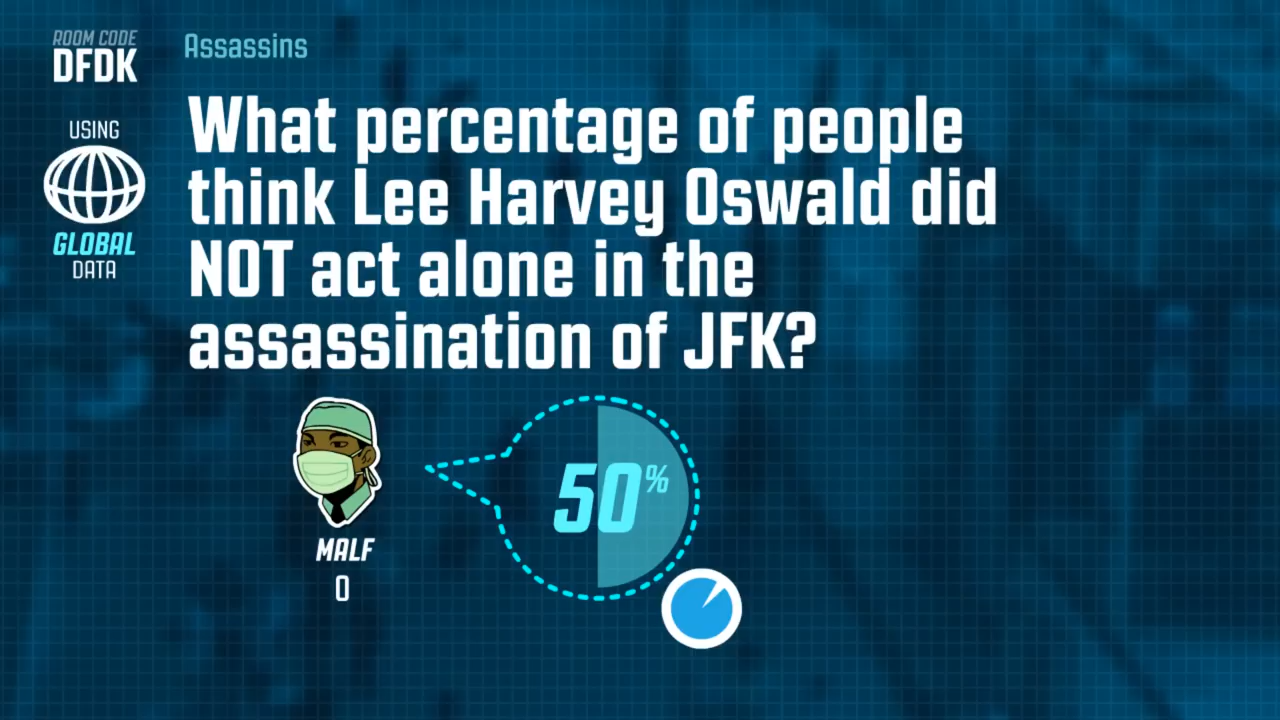 ROOM CODE
DFDK
Assassins
USING
GLOBAL
DATA
What percentage of people
think Lee Harvey Oswald did
NOT act alone in the
assassination of JFK?
50%
MALF
0